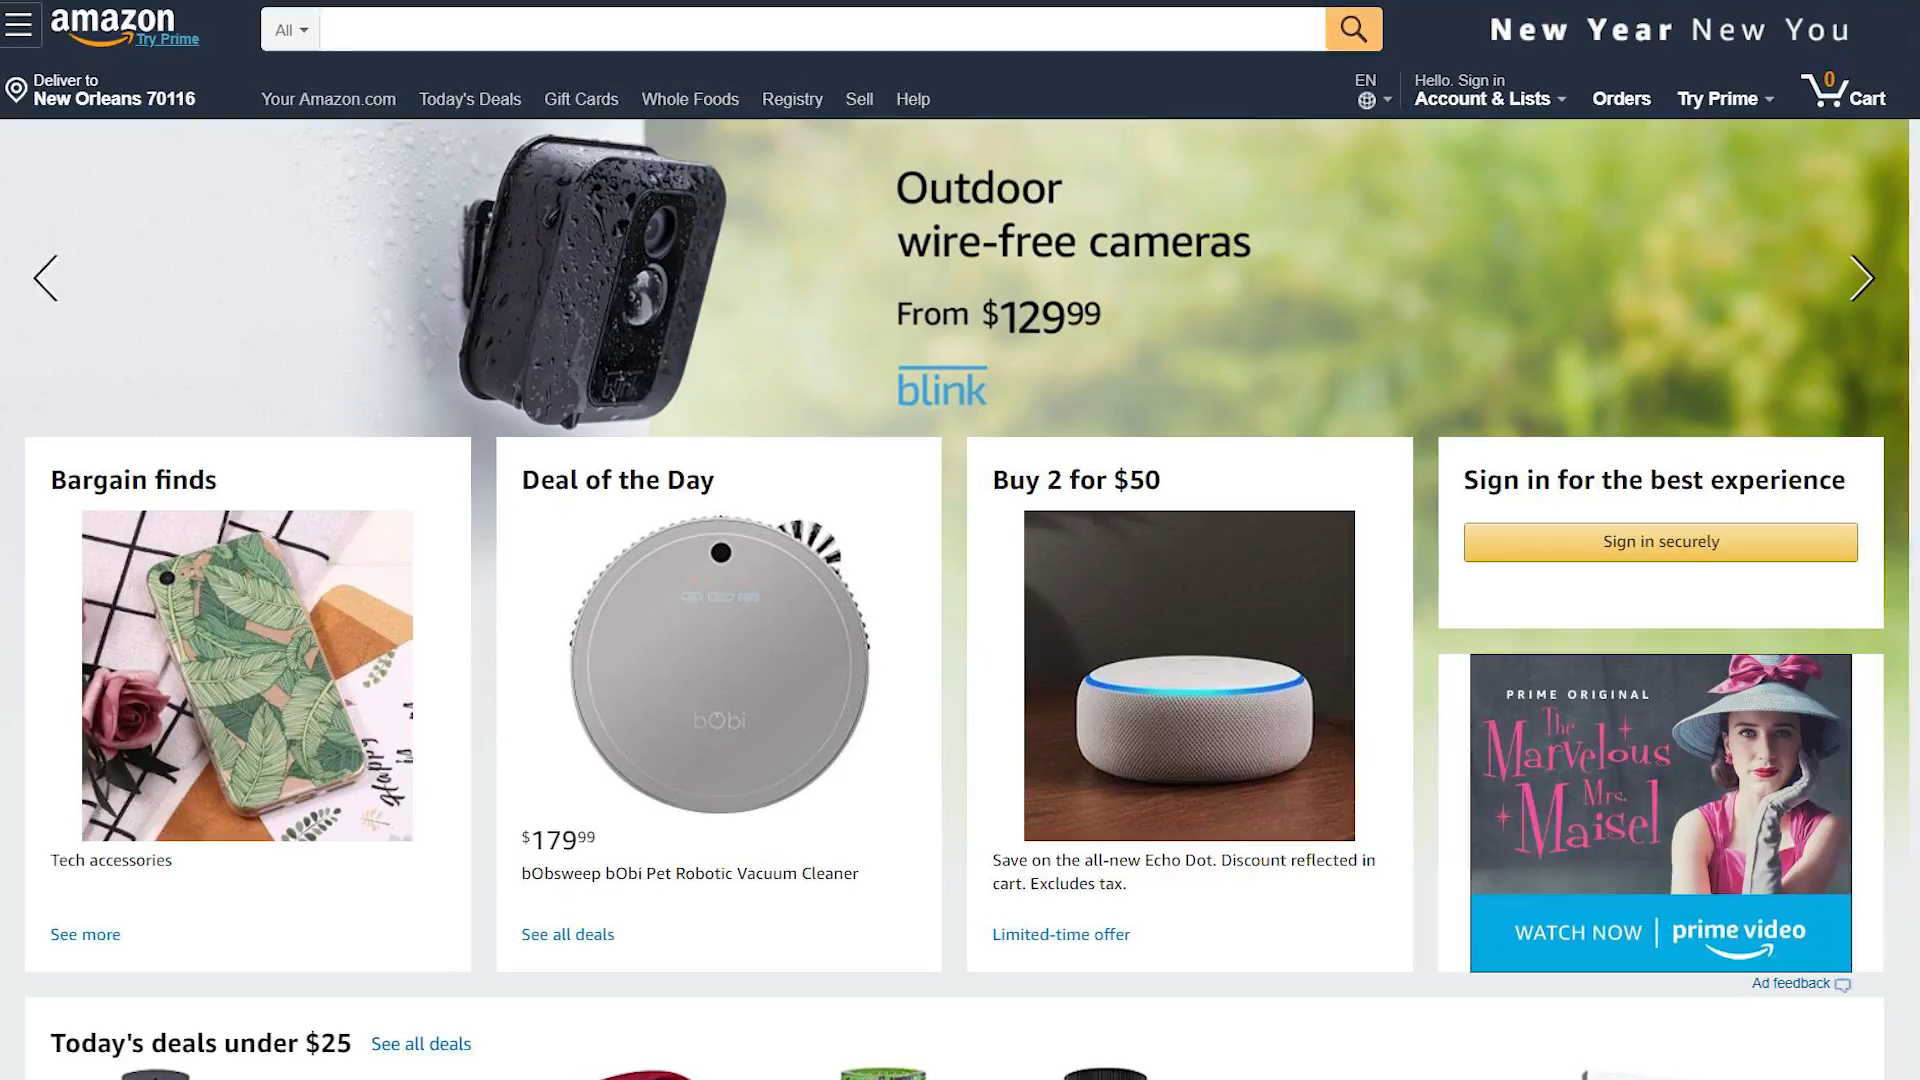 amazon
Try Prime
All
New Year New You
Deliver to
New Orleans 70116
Your Amazon.com
Today's Deals
Gift Cards
Whole Foods
Registry
Sell
Help
EN
Hello. Sign in
Account & Lists
Orders
Try Prime
0
Cart
Outdoor
wire-free cameras
From $129 99
blink
Bargain finds
Tech accessories
See more
Deal of the Day
bObi
$179 99
bObsweep bObi Pet Robotic Vacuum Cleaner
See all deals
Buy 2 for $50
Save on the all-new Echo Dot. Discount reflected in
cart. Excludes tax.
Limited-time offer
Sign in for the best experience
Sign in securely
PRIME ORIGINAL
The
Marvelous
Mrs.
Maisel
WATCH NOW | prime video
Ad feedback
Today's deals under $25
See all deals